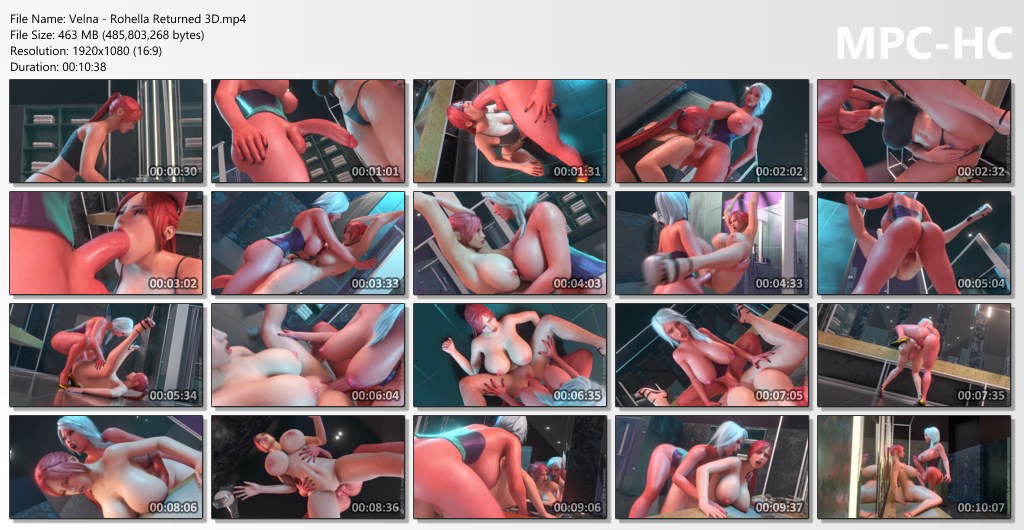 File Name: Velna - Rohella Returned 3D.mp4
MPC-HC
File Size: 463 MB (485,803,268 bytes)
Resolution: 1920x1080 (16:9)
Duration: 00:10:38
00:00:30 00:01:01 00:01:31 00:02:02 00:02:32
00:03:02 00:03:33 00:04:03 00:04:33 00:05:04
00:05:34 00:06:04 00:06:35 00:07:05 00:07:35
00:08:06 00:08:36 00:09:06 00:09:37 00:10:07